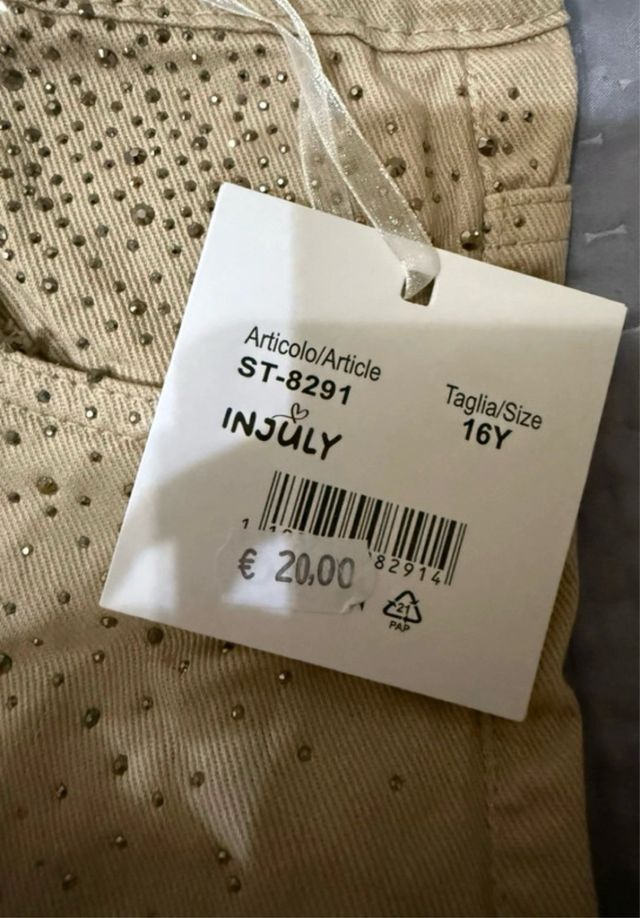 Articolo/Article
ST-8291
INJULY
Taglia/Size
16Y
82914
€ 20,00
21
PAP